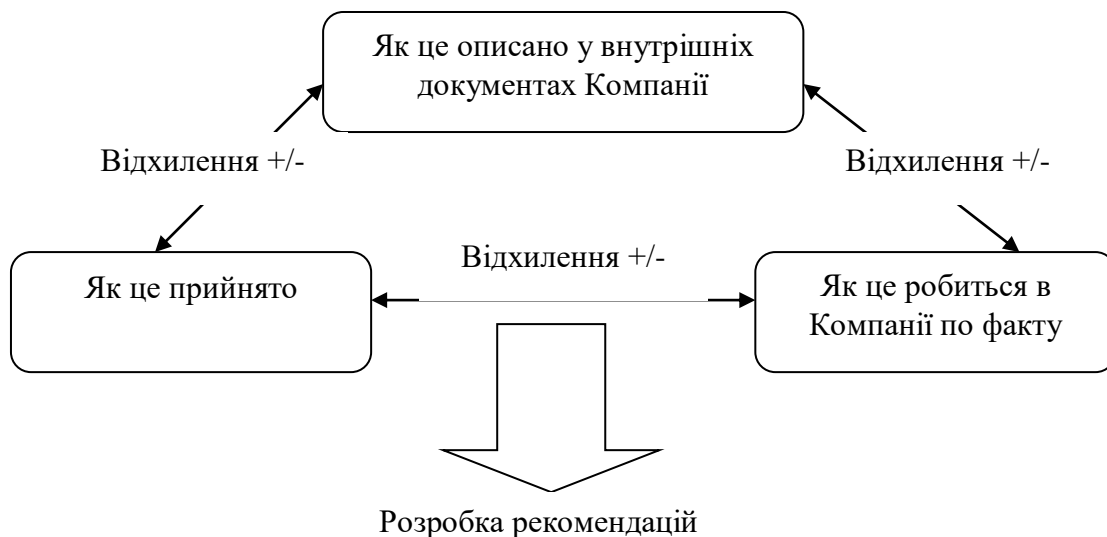 Як це описано у внутрішніх
документах Компанії
Відхилення +/-
Відхилення +/-
Відхилення +/-
Як це прийнято
Як це робиться в
Компанії по факту
Розробка рекомендацій